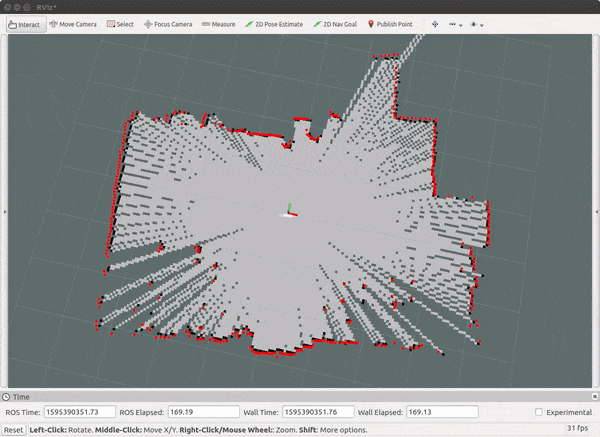 RViz*
Interact Move Camera Select Focus Camera Measure 2D Pose Estimate 2D Nav Goal Publish Point
Time
ROS Time: 1595390351.73 ROS Elapsed: 169.19 Wall Time: 1595390351.76 Wall Elapsed: 169.13 Experimental
Reset Left-Click: Rotate. Middle-Click: Move X/Y. Right-Click/Mouse Wheel:: Zoom. Shift: More options. 31 fps